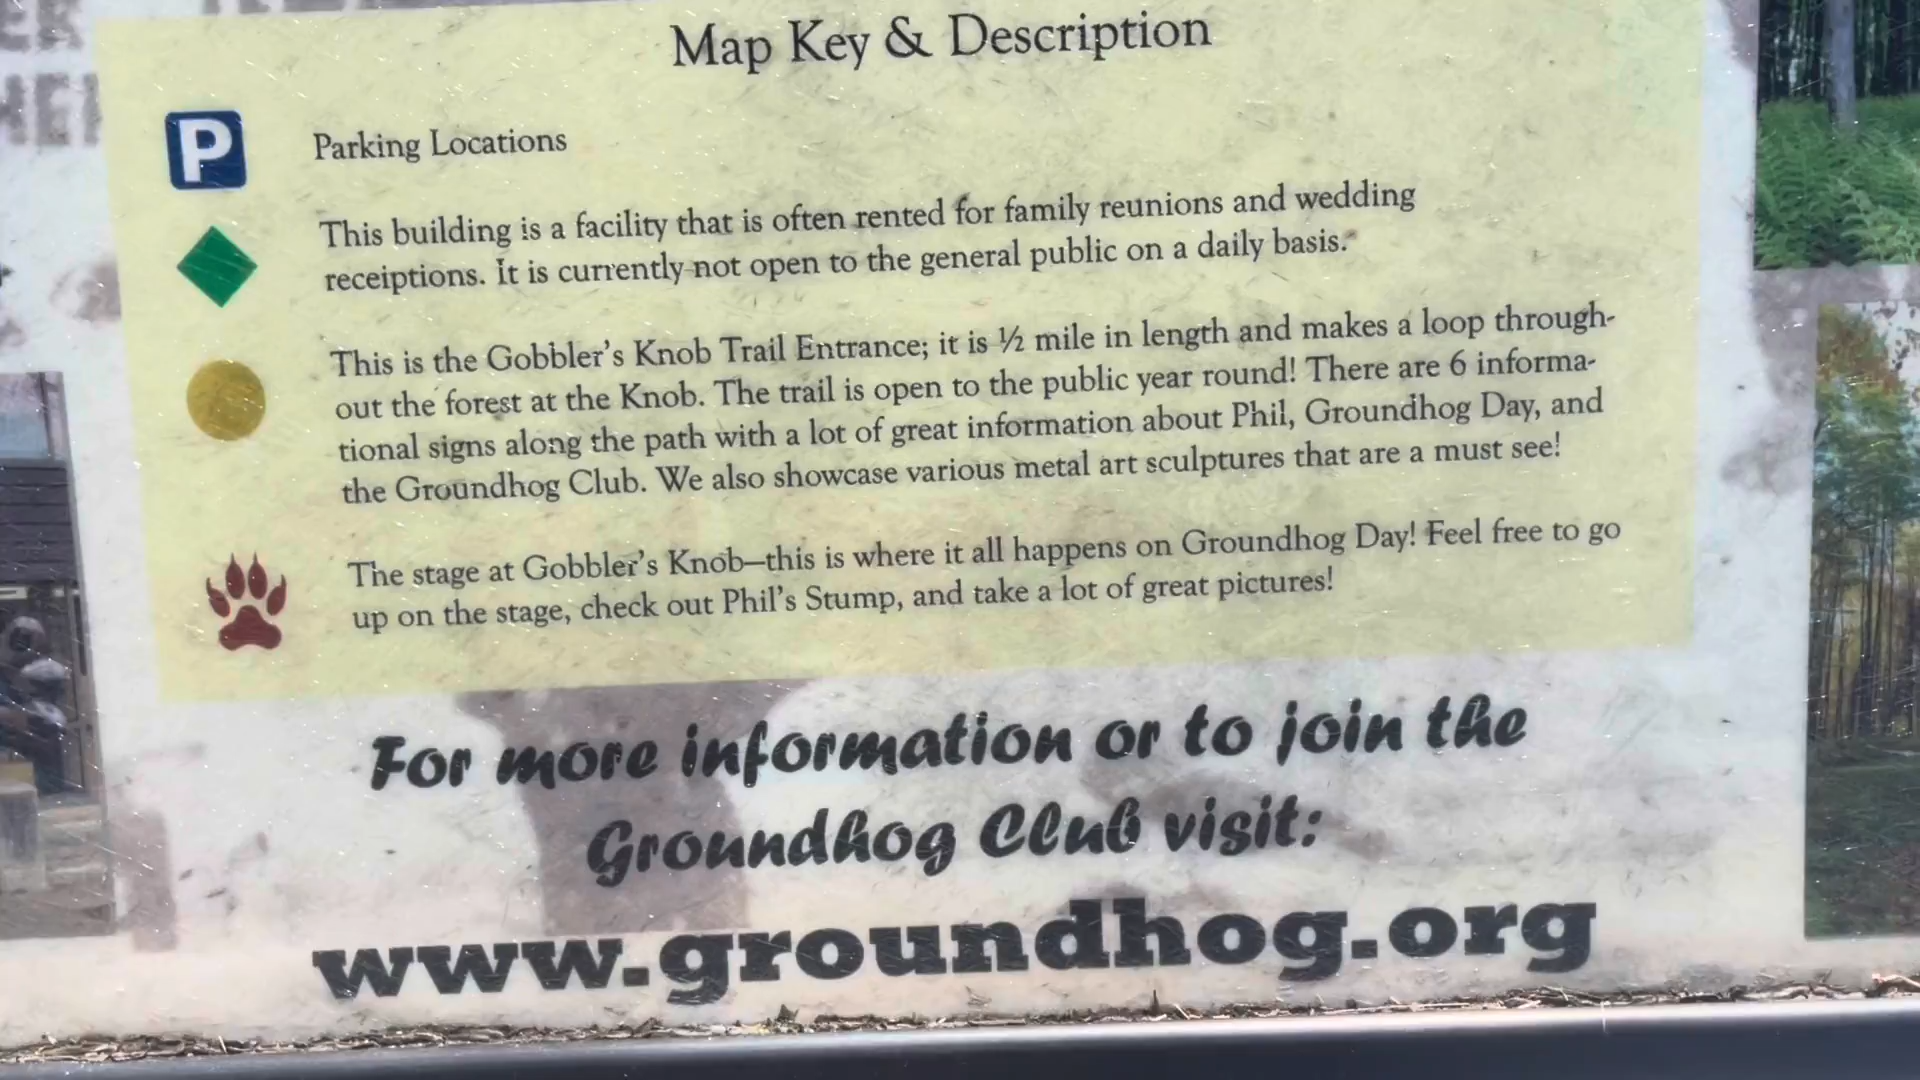 Map Key & Description
P
Parking Locations
This building is a facility that is often rented for family reunions and wedding
receiptions. It is currently not open to the general public on a daily basis.
This is the Gobbler's Knob Trail Entrance; it is ½ mile in length and makes a loop through-
out the forest at the Knob. The trail is open to the public year round! There are 6 informa-
tional signs along the path with a lot of great information about Phil, Groundhog Day, and
the Groundhog Club. We also showcase various metal art sculptures that are a must see!
The stage at Gobbler's Knob—this is where it all happens on Groundhog Day! Feel free to go
up on the stage, check out Phil's Stump, and take a lot of great pictures!
For more information or to join the
Groundhog Club visit:
www.groundhog.org